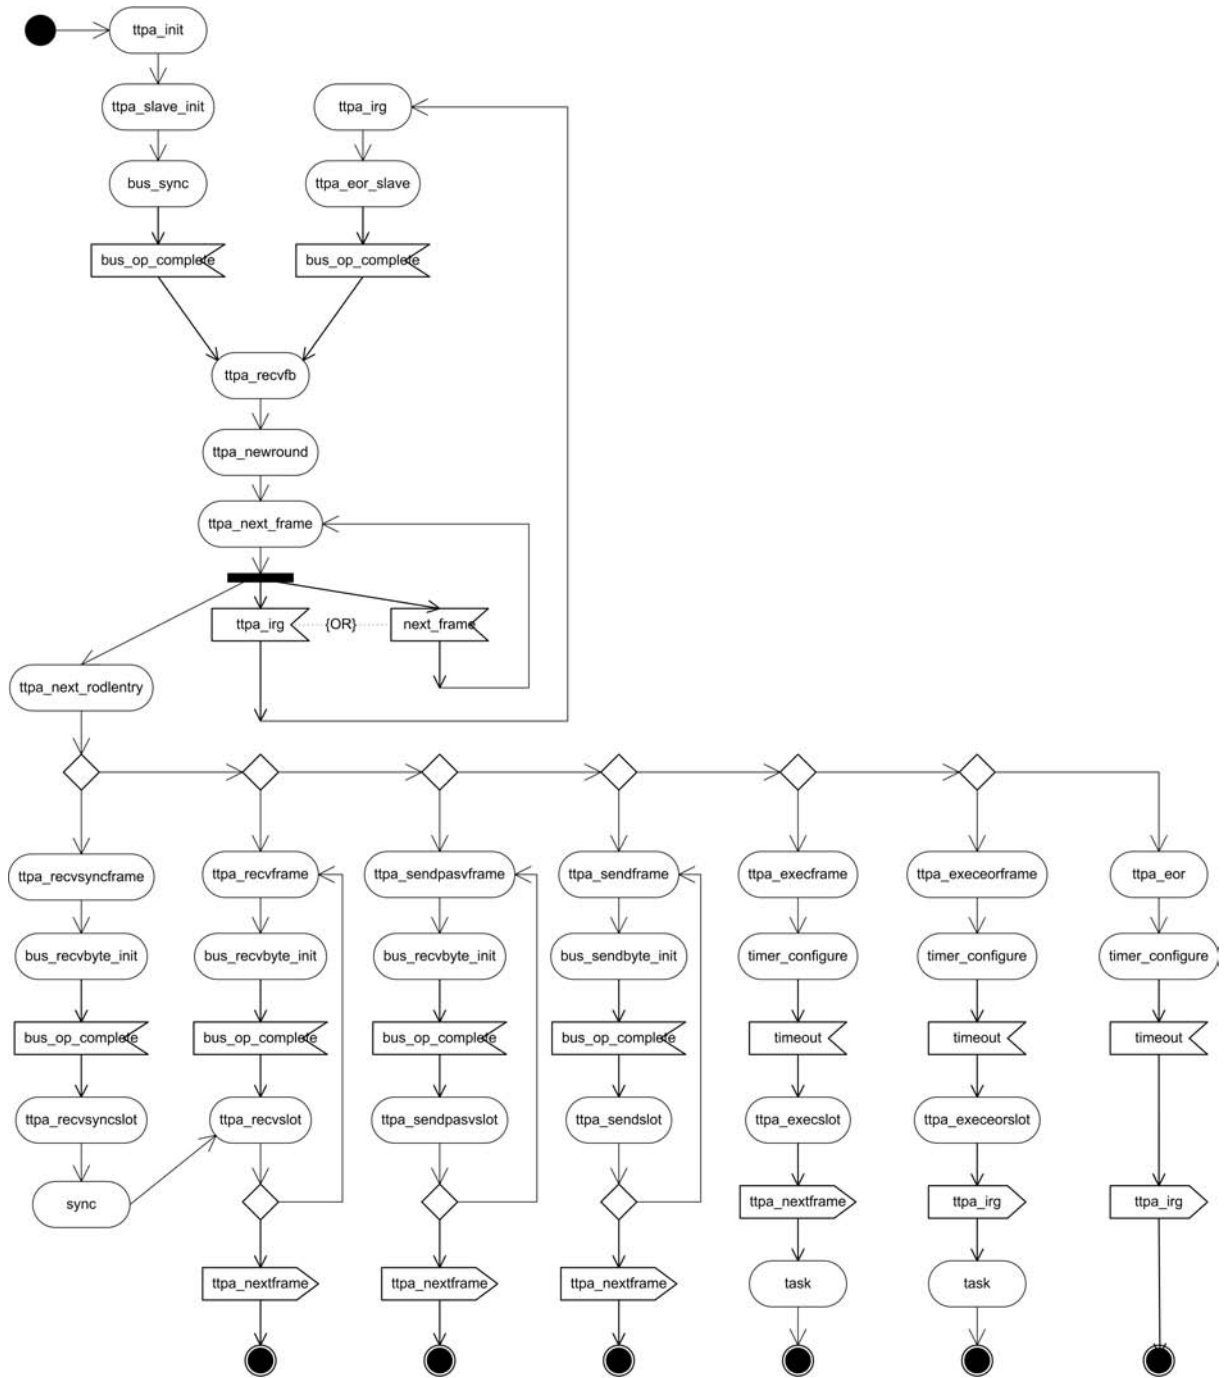 ttpa_init
ttpa_slave_init
ttpa_irg
bus_sync
ttpa_eor_slave
bus_op_complete
bus_op_complete
ttpa_recvfb
ttpa_newround
ttpa_next_frame
ttpa_irg
{OR}
next_frame
ttpa_next_rodlentry
ttpa_recvsyncframe
ttpa_recvframe
ttpa_sendpasvframe
ttpa_sendframe
ttpa_execframe
ttpa_execeorframe
ttpa_eor
bus_recvbyte_init
bus_recvbyte_init
bus_recvbyte_init
bus_sendbyte_init
timer_configure
timer_configure
timer_configure
bus_op_complete
bus_op_complete
bus_op_complete
bus_op_complete
timeout
timeout
timeout
ttpa_recvsyncslot
ttpa_recvslot
ttpa_sendpasvslot
ttpa_sendslot
ttpa_execslot
ttpa_execeorslot
sync
ttpa_nextframe
ttpa_irg
ttpa_irg
ttpa_nextframe
ttpa_nextframe
ttpa_nextframe
task
task